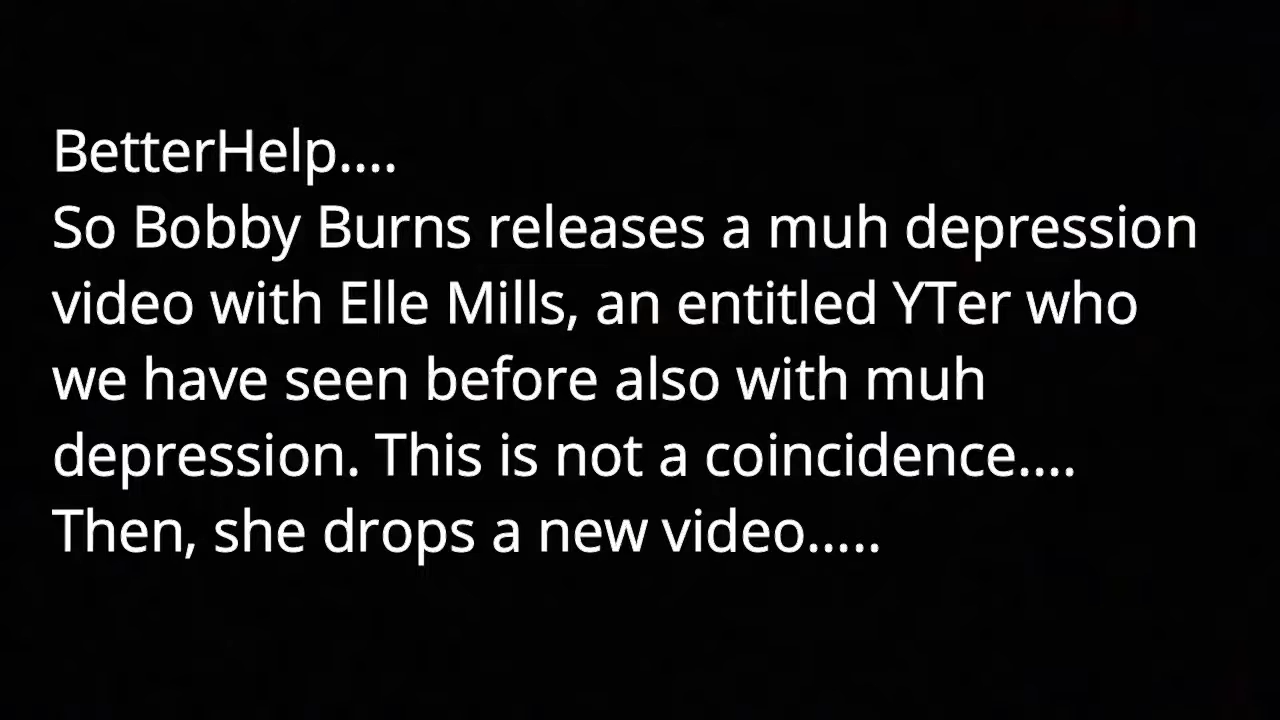 BetterHelp....
So Bobby Burns releases a muh depression
video with Elle Mills, an entitled YTer who
we have seen before also with muh
depression. This is not a coincidence....
Then, she drops a new video.....